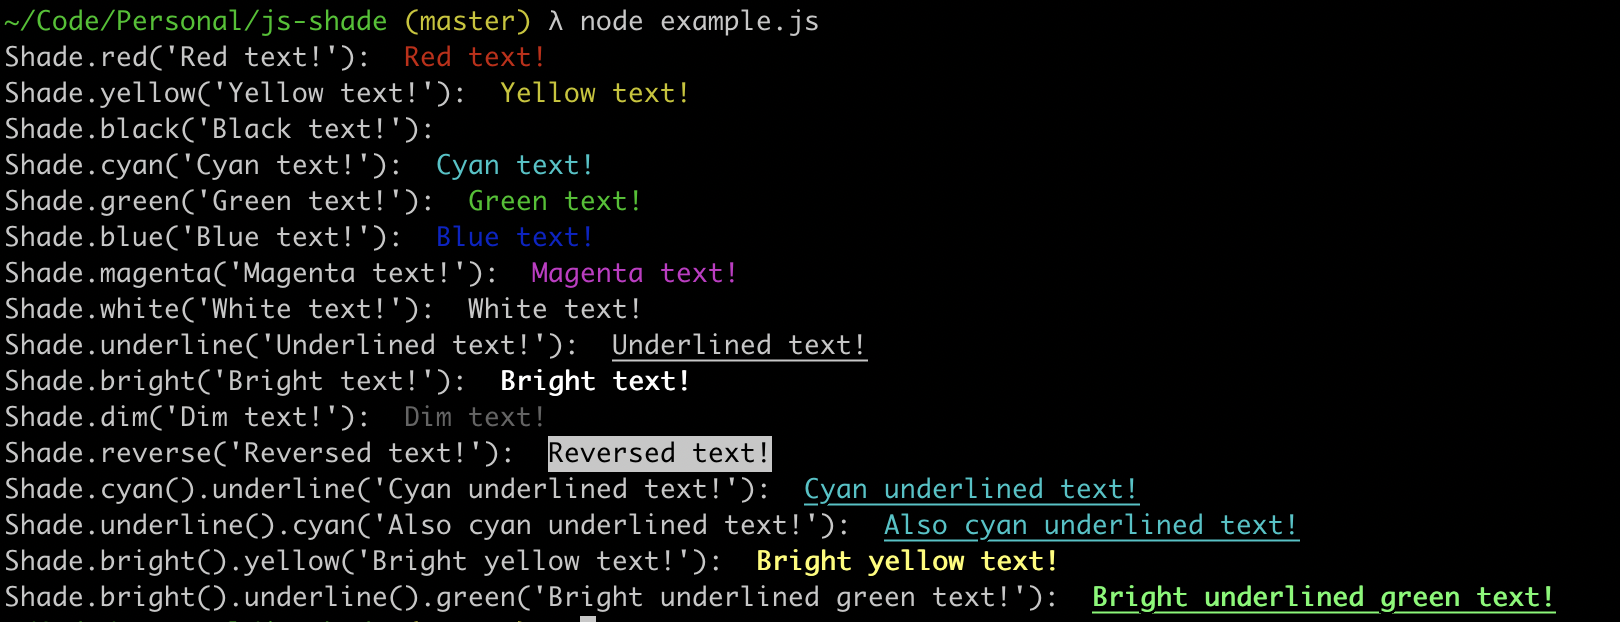 ~/Code/Personal/js-shade (master) λ node example.js
Shade.red('Red text!'):  Red text!
Shade.yellow('Yellow text!'):  Yellow text!
Shade.black('Black text!'):
Shade.cyan('Cyan text!'):  Cyan text!
Shade.green('Green text!'):  Green text!
Shade.blue('Blue text!'):  Blue text!
Shade.magenta('Magenta text!'):  Magenta text!
Shade.white('White text!'):  White text!
Shade.underline('Underlined text!'):  Underlined text!
Shade.bright('Bright text!'):  Bright text!
Shade.dim('Dim text!'):  Dim text!
Shade.reverse('Reversed text!'):  Reversed text!
Shade.cyan().underline('Cyan underlined text!'):  Cyan underlined text!
Shade.underline().cyan('Also cyan underlined text!'):  Also cyan underlined text!
Shade.bright().yellow('Bright yellow text!'):  Bright yellow text!
Shade.bright().underline().green('Bright underlined green text!'):  Bright underlined green text!